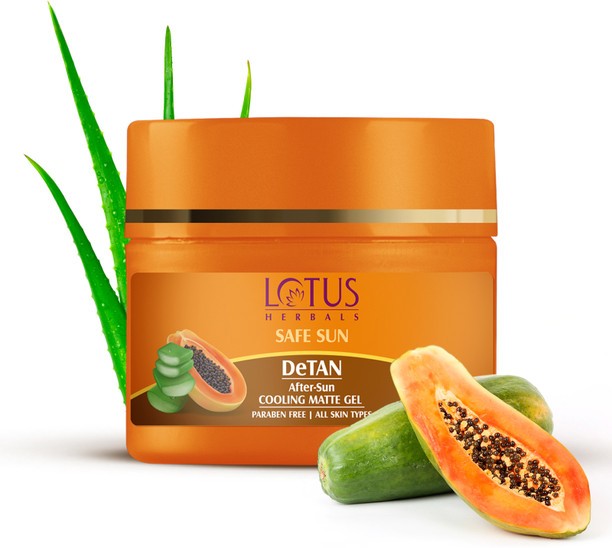 LOTUS
HERBALS
SAFE SUN
DeTAN
After-Sun
COOLING MATTE GEL
PARABEN FREE | ALL SKIN TYPES